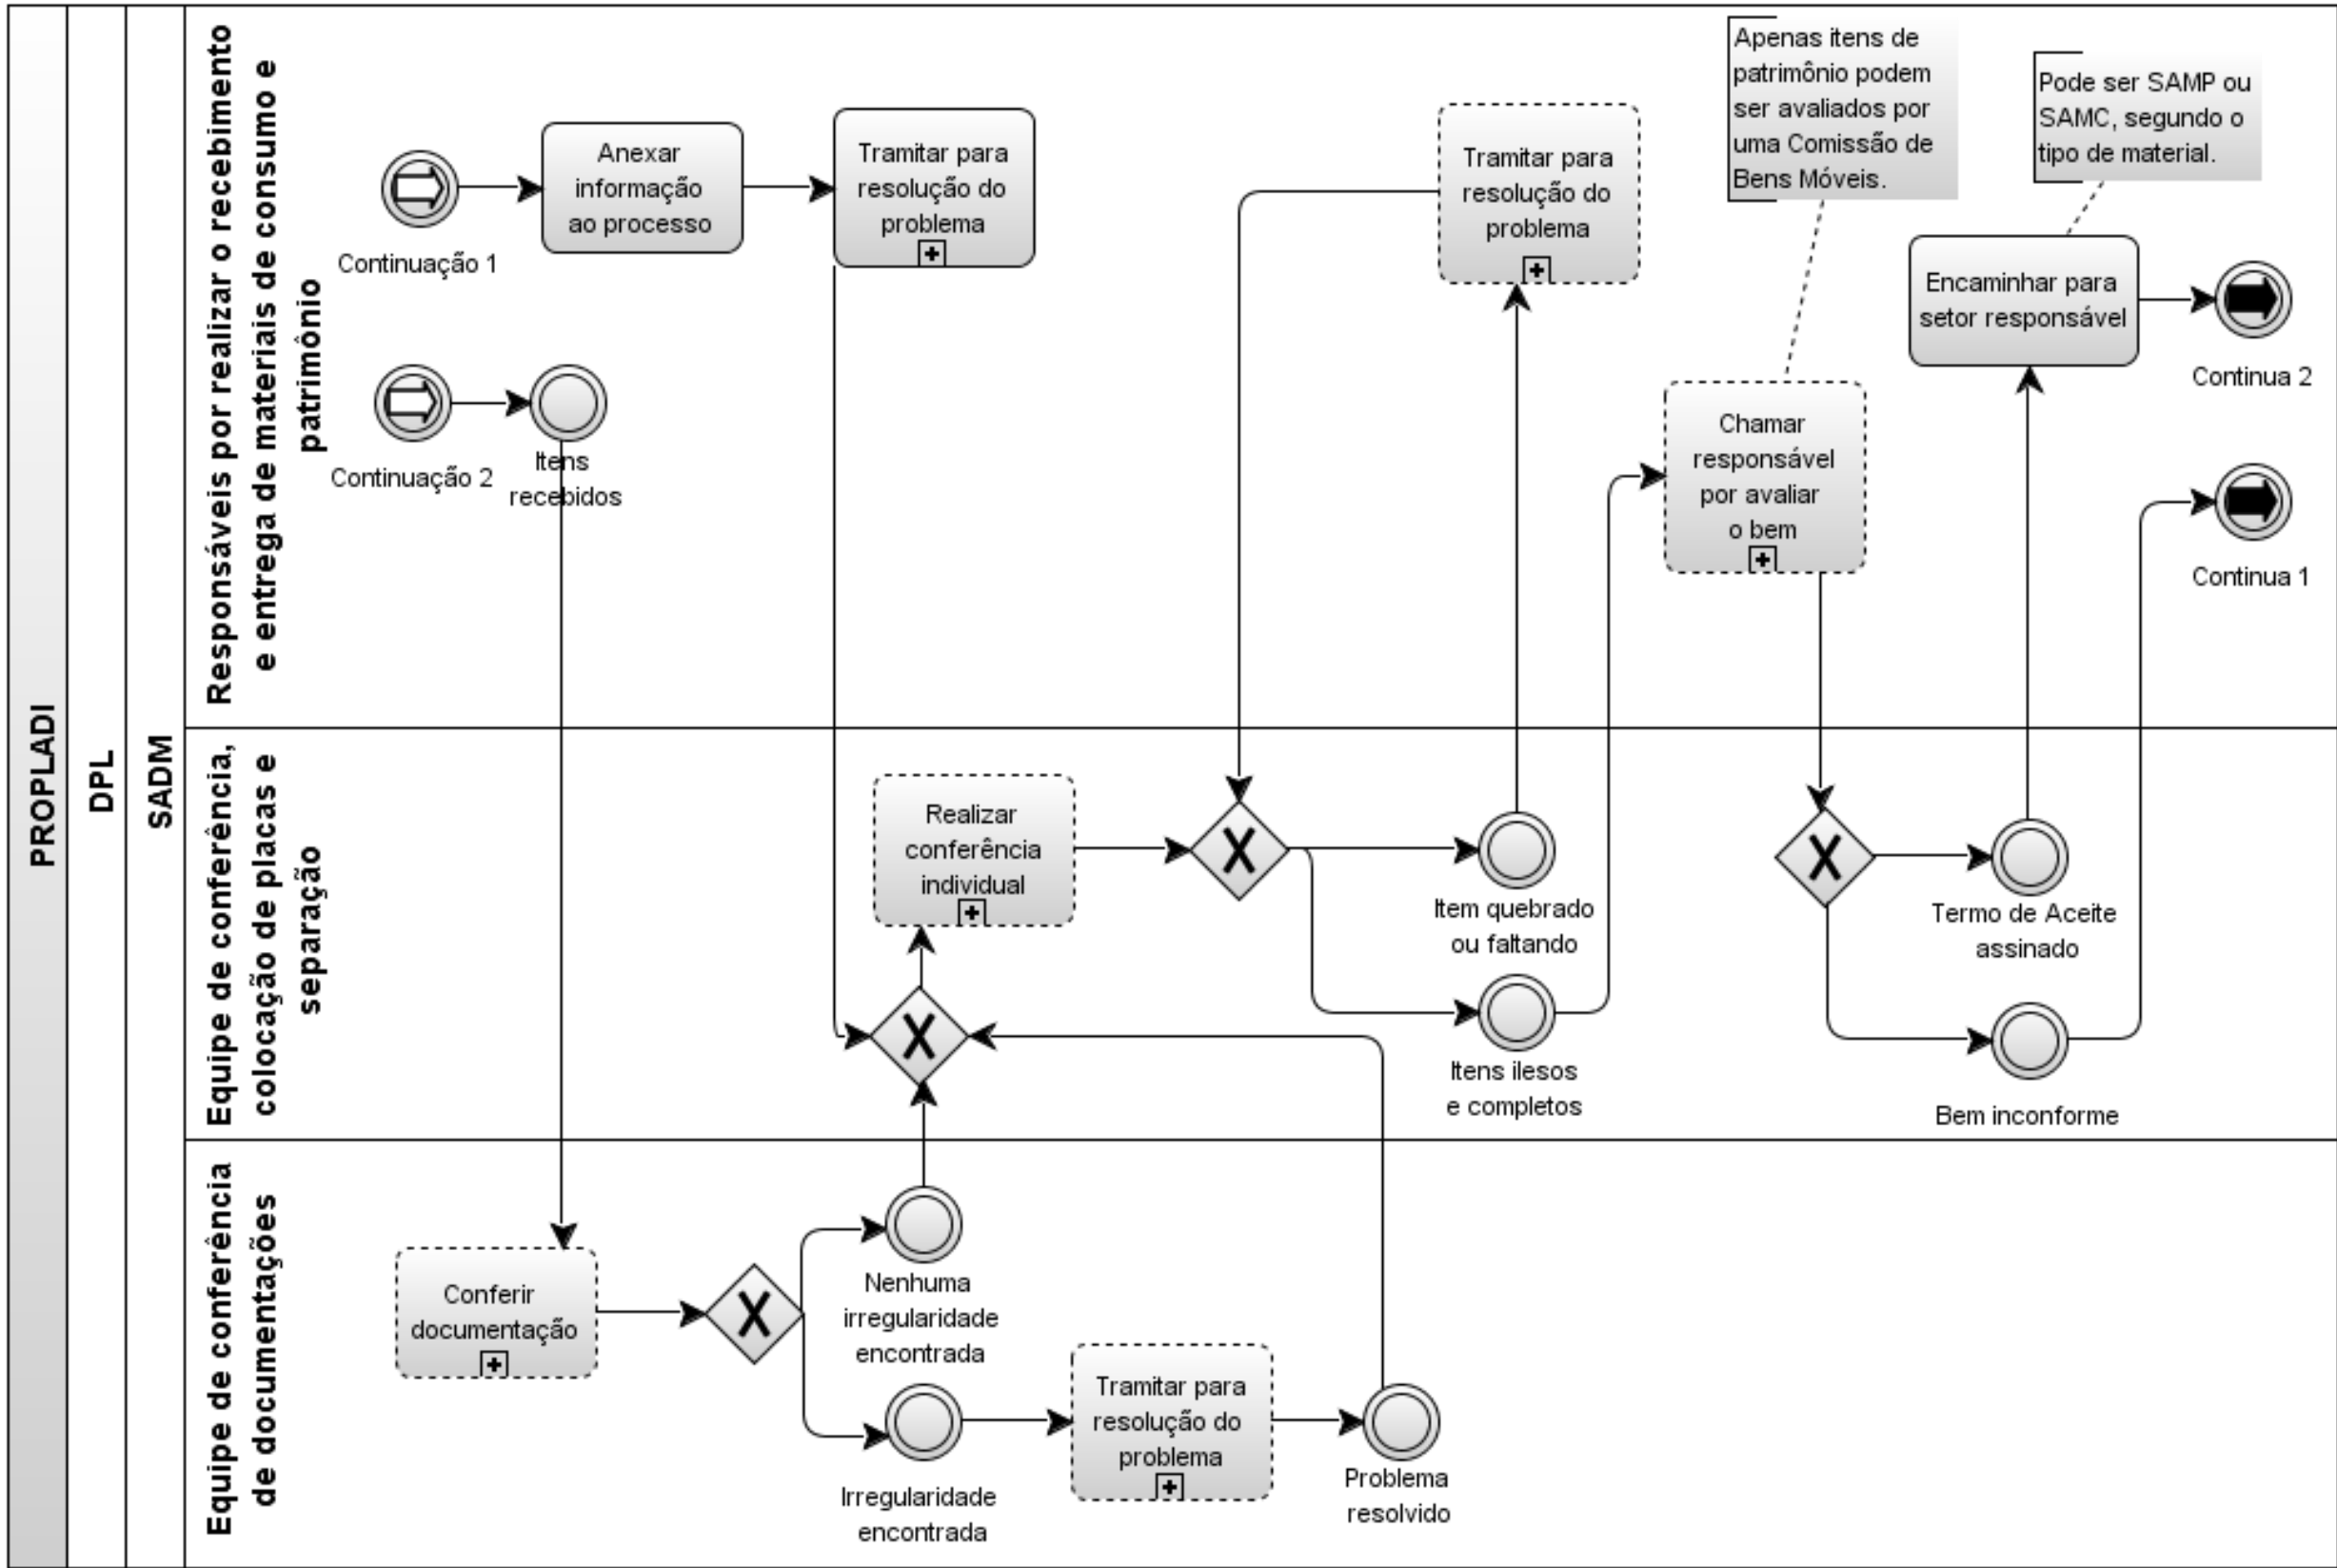 PROPLADI
DPL
SADM
Responsáveis por realizar o recebimento
e entrega de materiais de consumo e
patrimônio
Continuação 1
Anexar
informação
ao processo
Tramitar para
resolução do
problema
Continuação 2
Itens
recebidos
Tramitar para
resolução do
problema
Apenas itens de
patrimônio podem
ser avaliados por
uma Comissão de
Bens Móveis.
Pode ser SAMP ou
SAMC, segundo o
tipo de material.
Chamar
responsável
por avaliar
o bem
Encaminhar para
setor responsável
Continua 2
Continua 1
Equipe de conferência,
colocação de placas e
separação
Realizar
conferência
individual
X
X
Item quebrado
ou faltando
Itens ilesos
e completos
X
Termo de Aceite
assinado
Bem inconforme
Equipe de conferência
de documentações
Conferir
documentação
X
Nenhuma
irregularidade
encontrada
Irregularidade
encontrada
Tramitar para
resolução do
problema
Problema
resolvido